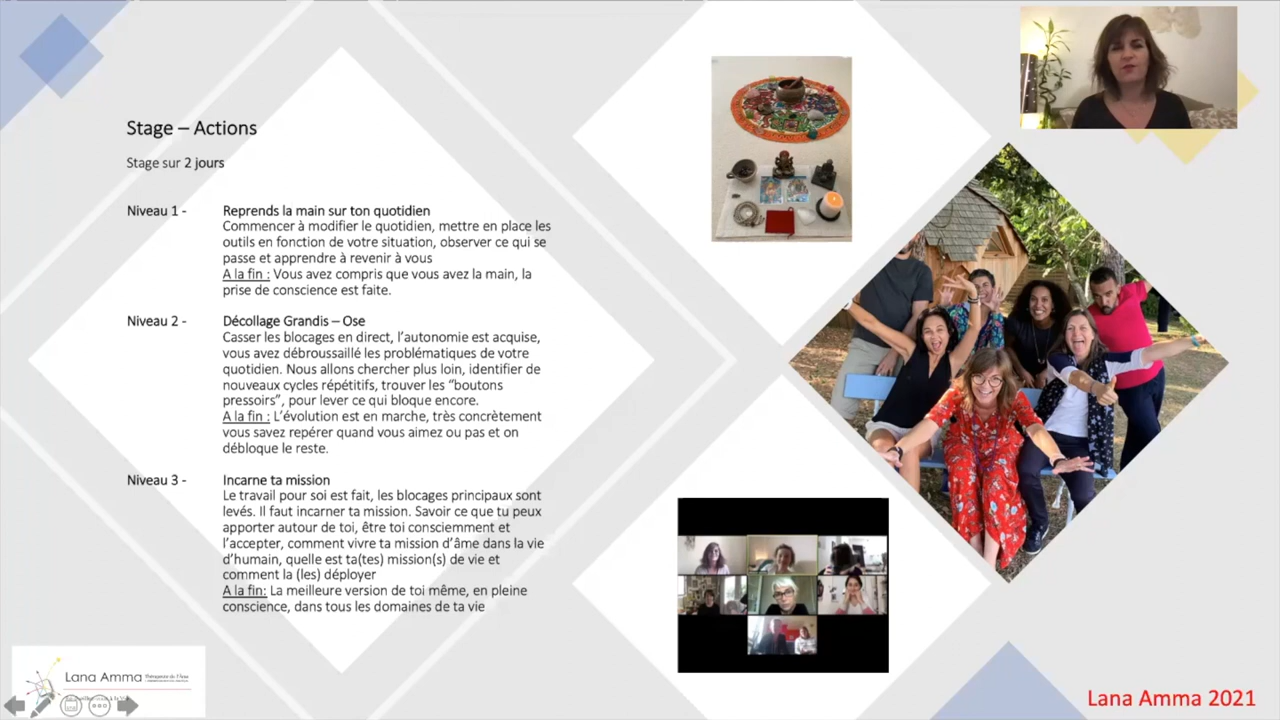 Stage – Actions
Stage sur 2 jours
Niveau 1 - Reprends la main sur ton quotidien
Commencer à modifier le quotidien, mettre en place les
outils en fonction de votre situation, observer ce qui se
passe et apprendre à revenir à vous
A la fin : Vous avez compris que vous avez la main, la
prise de conscience est faite.
Niveau 2 - Décollage Grandis – Ose
Casser les blocages en direct, l’autonomie est acquise,
vous avez débroussaillé les problématiques de votre
quotidien. Nous allons chercher plus loin, identifier de
nouveaux cycles répétitifs, trouver les “boutons
pressoirs”, pour lever ce qui bloque encore.
A la fin : L’évolution est en marche, très concrètement
vous savez repérer quand vous aimez ou pas et on
débloque le reste.
Niveau 3 - Incarne ta mission
Le travail pour soi est fait, les blocages principaux sont
levés. Il faut incarner ta mission. Savoir ce que tu peux
apporter autour de toi, être toi consciemment et
l’accepter, comment vivre ta mission d’âme dans la vie
d’humain, quelle est ta(tes) mission(s) de vie et
comment la (les) déployer
A la fin: La meilleure version de toi même, en pleine
conscience, dans tous les domaines de ta vie
Lana Amma
Lana Amma 2021